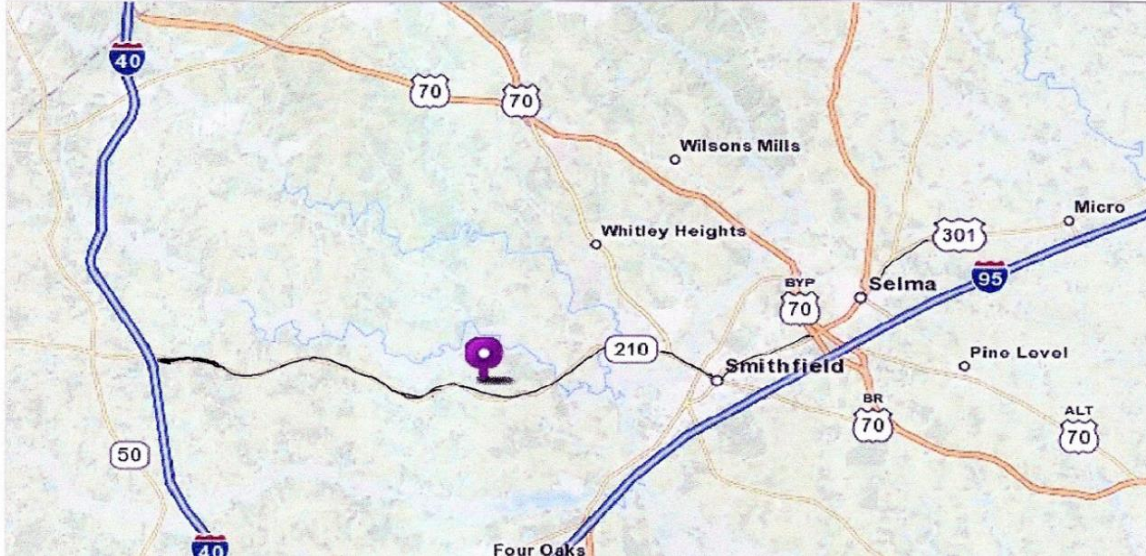 40
70
70
Wilsons Mills
Micro
Whitley Heights
301
95
BYP
70
Selma
210
Smithfield
Pine Level
BR
70
ALT
70
50
40
Four Oaks